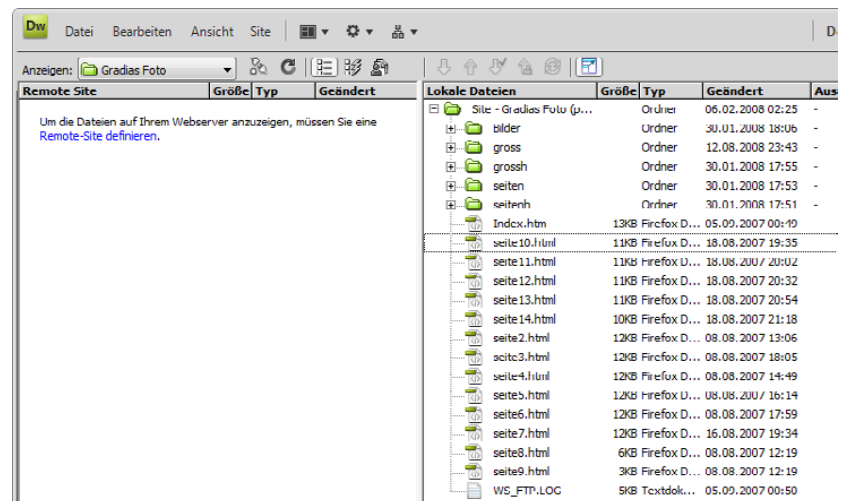 Dw Datei Bearbeiten Ansicht Site D
Anzeigen: Gradias Foto
Remote Site Größe Typ Geändert
Um die Dateien auf Ihrem Webserver anzuzeigen, müssen Sie eine
Remote-Site definieren.
Lokale Dateien Größe Typ Geändert Aus
Site - Gradias Foto (p... Ordner 06.02.2008 02:25 -
Bilder Ordner 30.01.2008 18:06 -
gross Ordner 12.08.2008 23:43 -
grossh Ordner 30.01.2008 17:55 -
seiten Ordner 30.01.2008 17:53 -
seitenh Ordner 30.01.2008 17:51 -
Index.htm 13KB Firefox D... 05.09.2007 00:49
seite10.html 11KB Firefox D... 18.08.2007 19:35
seite11.html 11KB Firefox D... 18.08.2007 20:02
seite12.html 11KB Firefox D... 18.08.2007 20:32
seite13.html 11KB Firefox D... 18.08.2007 20:54
seite14.html 10KB Firefox D... 18.08.2007 21:18
seite2.html 12KB Firefox D... 08.08.2007 13:06
seite3.html 12KB Firefox D... 08.08.2007 18:05
seite4.html 12KB Firefox D... 08.08.2007 14:49
seite5.html 12KB Firefox D... 08.08.2007 16:14
seite6.html 12KB Firefox D... 08.08.2007 17:59
seite7.html 12KB Firefox D... 16.08.2007 19:34
seite8.html 6KB Firefox D... 08.08.2007 12:19
seite9.html 3KB Firefox D... 08.08.2007 12:19
WS_FTP.LOG 5KB Textdok... 05.09.2007 00:50